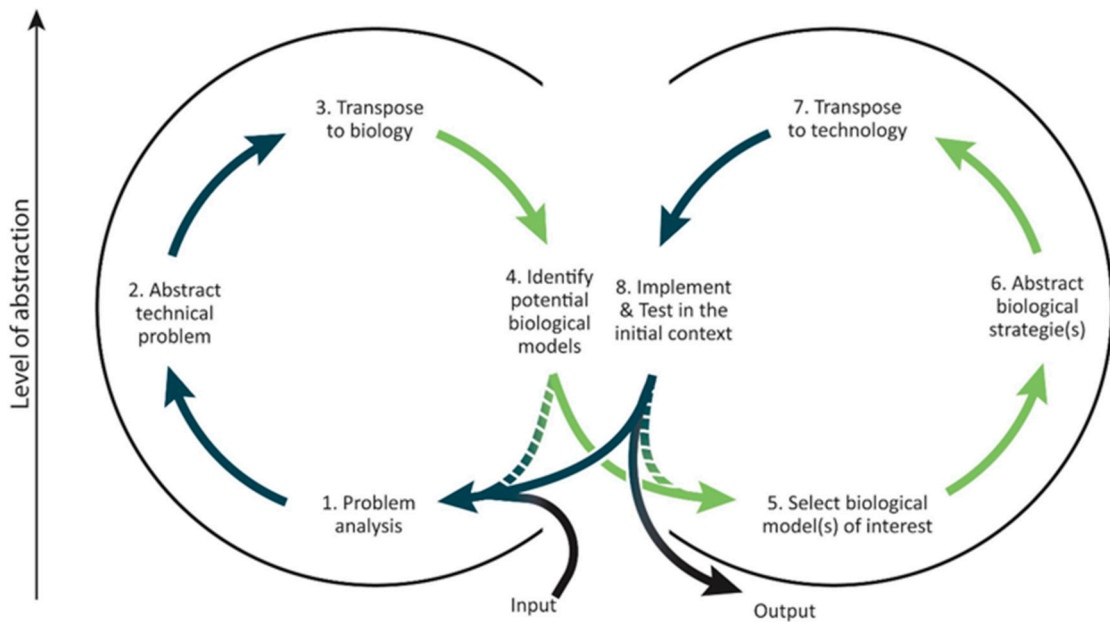 Level of abstraction
3. Transpose
to biology
7. Transpose
to technology
2. Abstract
technical
problem
4. Identify
potential
biological
models
8. Implement
& Test in the
initial context
6. Abstract
biological
strategie(s)
1. Problem
analysis
5. Select biological
model(s) of interest
Input
Output